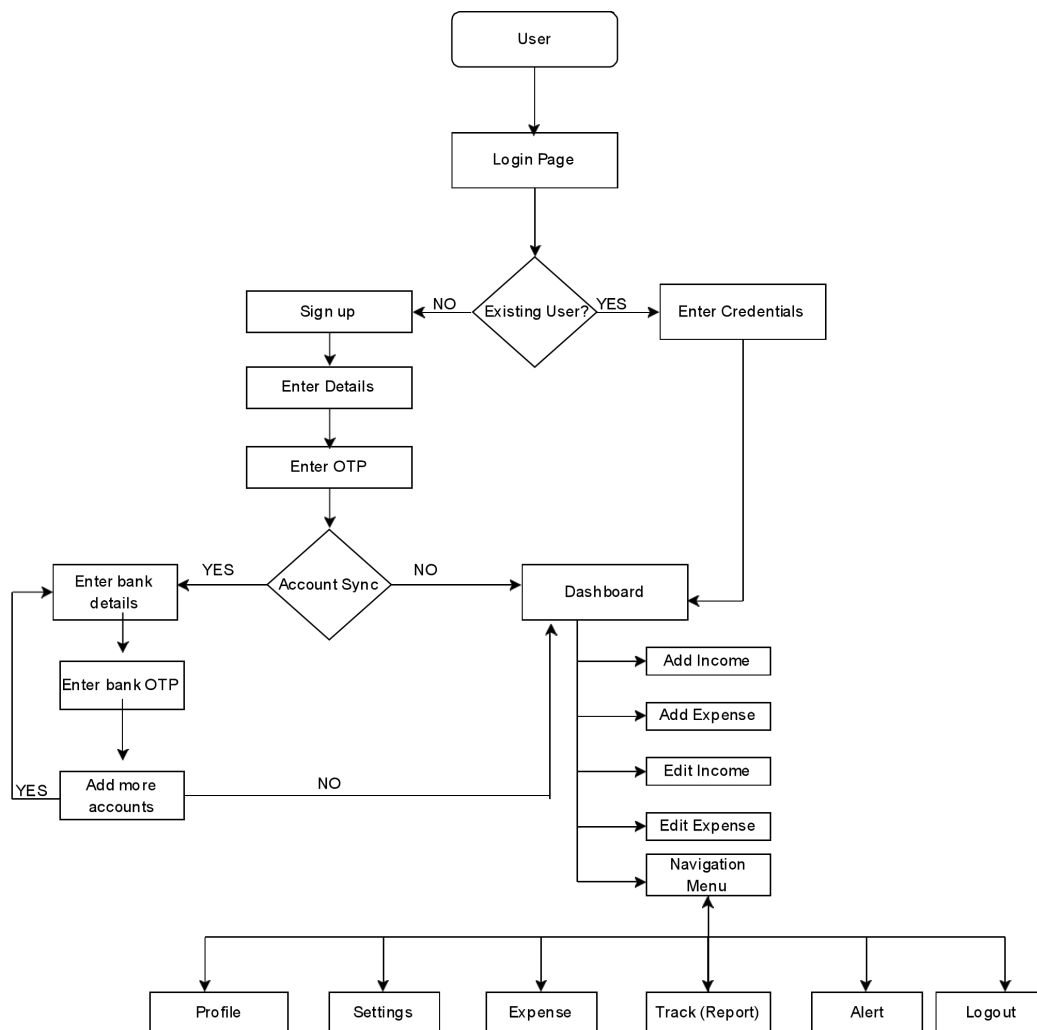 User
Login Page
NO
Existing User?
YES
Sign up
Enter Credentials
Enter Details
Enter OTP
YES
Account Sync
NO
Enter bank
details
Dashboard
Enter bank OTP
Add Income
Add Expense
Edit Income
YES
Add more
accounts
NO
Edit Expense
Navigation
Menu
Profile
Settings
Expense
Track (Report)
Alert
Logout